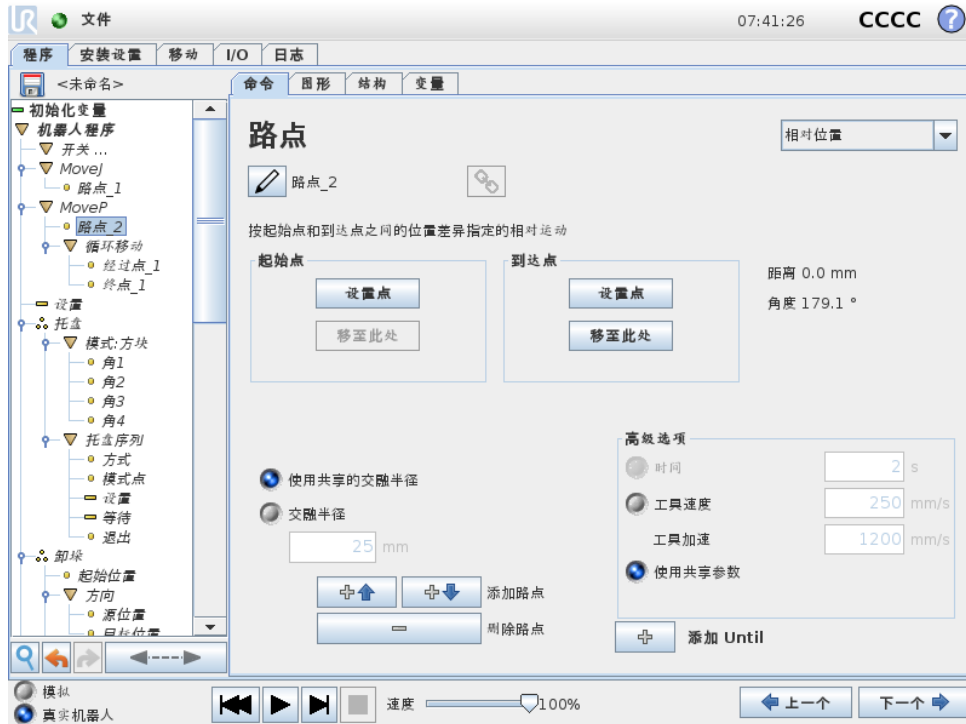 UR 文件 07:41:26 CCCC ?
程序 安装设置 移动 I/O 日志
<未命名>
命令 图形 结构 变量
初始化变量
机器人程序
开关 ...
MoveJ
路点_1
MoveP
路点_2
循环移动
经过点_1
终点_1
设置
托盒
模式:方块
角1
角2
角3
角4
托盒序列
方式
模式点
设置
等待
退出
卸垛
起始位置
方向
源位置
目标位置
路点
相对位置
路点_2
按起始点和到达点之间的位置差异指定的相对运动
起始点
设置点
移至此处
到达点
设置点
移至此处
距离 0.0 mm
角度 179.1 °
使用共享的交融半径
交融半径
25 mm
添加路点
删除路点
高级选项
时间 2 s
工具速度 250 mm/s
工具加速 1200 mm/s
使用共享参数
添加 Until
模拟
真实机器人
速度 100%
上一个
下一个